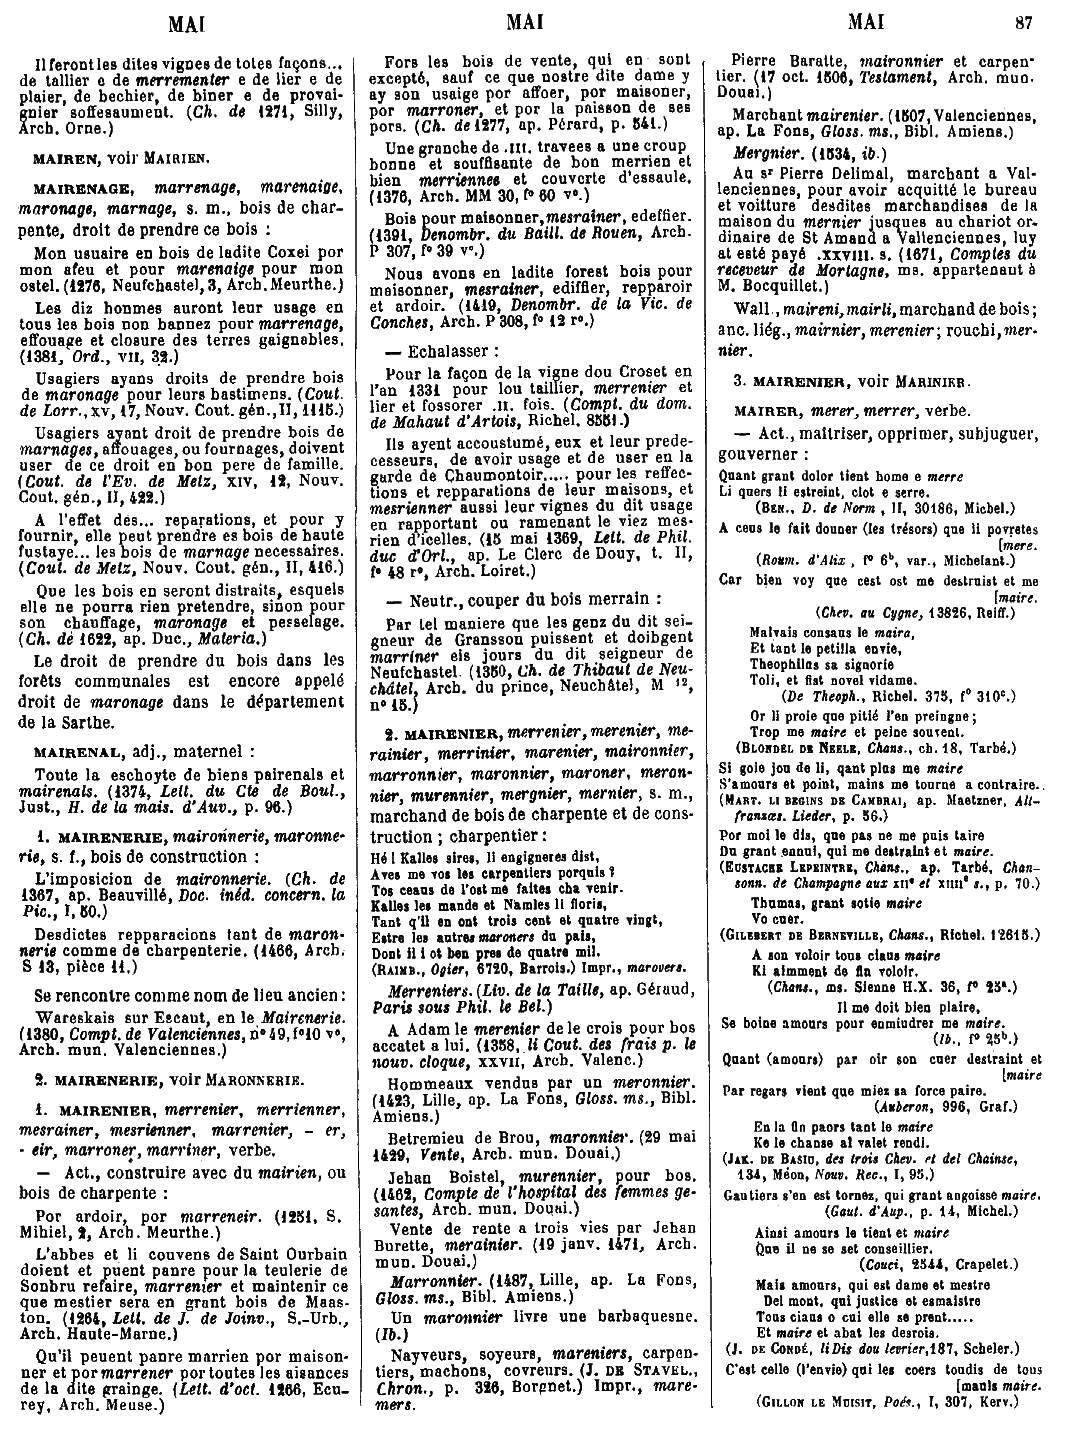 MAI
MAI
MAI
87
Il feront les dites vignes de totes façons...
de tallier e de merrementer e de lier e de
plaier, de bechier, de biner e de provai-
gnier soffesaument. (Ch. de 1271, Silly,
Arch. Orne.)
MAIREN, voir MAIRIEN.
MAIRENAGE, marrenage, marenaige,
maronage, marnage, s. m., bois de char-
pente, droit de prendre ce bois :
Mon usuaire en bois de ladite Coxei por
mon afeu et pour marenaige pour mon
ostel. (1276, Neufchastel, 3, Arch. Meurthe.)
Les diz hommes auront leur usage en
tous les bois non bannez pour marrenage,
effouage et closure des terres gaignables.
(1381, Ord., VII, 32.)
Usagiers ayans droits de prendre bois
de maronage pour leurs bastimens. (Cout.
de Lorr., XV, 17, Nouv. Cout. gén., II, 1115.)
Usagiers ayant droit de prendre bois de
marnages, affouages, ou fournages, doivent
user de ce droit en bon pere de famille.
(Cout. de l'Ev. de Metz, XIV, 12, Nouv.
Cout. gén., II, 422.)
A l'effet des... reparations, et pour y
fournir, elle peut prendre es bois de haute
fustaye... les bois de marnage necessaires.
(Cout. de Metz, Nouv. Cout. gén., II, 416.)
Que les bois en seront distraits, esquels
elle ne pourra rien pretendre, sinon pour
son chauffage, maronage et pesselage.
(Ch. de 1622, ap. Duc., Materia.)
Le droit de prendre du bois dans les
forêts communales est encore appelé
droit de maronage dans le département
de la Sarthe.
MAIRENAL, adj., maternel :
Toute la eschoyte de biens pairenals et
mairenals. (1374, Lett. du Cte de Boul.,
Just., H. de la mais. d'Auv., p. 96.)
1. MAIRENERIE, maironnerie, maronne-
rie, s. f., bois de construction :
L'imposicion de maironnerie. (Ch. de
1367, ap. Beauvillé, Doc. inéd. concern. la
Pic., I, 50.)
Desdictes repparacions tant de maron-
nerie comme de charpenterie. (1466, Arch.
S 13, pièce 11.)
Se rencontre comme nom de lieu ancien :
Wareskais sur Escaut, en le Mairenerie.
(1380, Compt. de Valenciennes, n° 49, f° 10 v°,
Arch. mun. Valenciennes.)
2. MAIRENERIE, voir MARONNERIE.
1. MAIRENIER, merrenier, merrienner,
mesrainer, mesrienner, marrenier, - er,
- eir, marroner, marriner, verbe.
— Act., construire avec du mairien, ou
bois de charpente :
Por ardoir, por marreneir. (1251, S.
Mihiel, 2, Arch. Meurthe.)
L'abbes et li couvens de Saint Ourbain
doient et puent panre pour la teulerie de
Sonbru refaire, marrenier et maintenir ce
que mestier sera en grant bois de Maas-
ton. (1264, Lett. de J. de Joinv., S.-Urb.,
Arch. Haute-Marne.)
Qu'il peuent panre marrien por maison-
ner et por marrener por toutes les aisances
de la dite grainge. (Lett. d'oct. 1266, Ecu-
rey, Arch. Meuse.)
Fors les bois de vente, qui en sont
excepté, sauf ce que nostre dite dame y
ay son usaige por affoer, por maisoner,
por marroner, et por la paisson de ses
pors. (Ch. de 1277, ap. Pérard, p. 541.)
Une granche de .III. travees a une croup
bonne et souffisante de bon merrien et
bien merriennee et couverte d'essaule.
(1376, Arch. MM 30, f° 60 v°.)
Bois pour maisonner, mesrainer, edeffier.
(1391, Denombr. du Baill. de Rouen, Arch.
P 307, f° 39 v°.)
Nous avons en ladite forest bois pour
maisonner, mesrainer, ediffier, repparoir
et ardoir. (1419, Denombr. de la Vic. de
Conches, Arch. P 308, f° 12 r°.)
— Echalasser :
Pour la façon de la vigne dou Croset en
l'an 1331 pour lou taillier, merrenier et
lier et fossorer .II. fois. (Compt. du dom.
de Mahaut d'Artois, Richel. 8551.)
Ils ayent accoustumé, eux et leur prede-
cesseurs, de avoir usage et de user en la
garde de Chaumontoir..... pour les reffec-
tions et repparations de leur maisons, et
mesrienner aussi leur vignes du dit usage
en rapportant ou ramenant le viez mes-
rien d'icelles. (15 mai 1369, Lett. de Phil.
duc d'Orl., ap. Le Clerc de Douy, t. II,
f° 48 r°, Arch. Loiret.)
— Neutr., couper du bois merrain :
Par tel maniere que les genz du dit sei-
gneur de Gransson puissent et doibgent
marriner eis jours du dit seigneur de
Neufchastel. (1350, Ch. de Thibaut de Neu-
châtel, Arch. du prince, Neuchâtel, M 12,
n° 15.)
2. MAIRENIER, merrenier, merenier, me-
rainier, merrinier, marenier, maironnier,
marronnier, maronnier, maroner, meron-
nier, murennier, mergnier, mernier, s. m.,
marchand de bois de charpente et de cons-
truction ; charpentier :
Hé ! Kalles sires, li engigneres dist,
Aves me vos les carpentiers porquis ?
Tos ceaus de l'ost me faites cha venir.
Kalles les mande et Namles li floris,
Tant q'il en ont trois cent et quatre vingt,
Estre les autres maroners du pais,
Dont il i ot ben pres de quatre mil.
(RAIMB., Ogier, 6720, Barrois.) Impr., marovers.
Merreniers. (Liv. de la Taille, ap. Géraud,
Paris sous Phil. le Bel.)
A Adam le merenier de le crois pour bos
accatet a lui. (1358, li Cout. des frais p. le
nouv. cloque, XXVII, Arch. Valenc.)
Hommeaux vendus par un meronnier.
(1423, Lille, ap. La Fons, Gloss. ms., Bibl.
Amiens.)
Betremieu de Brou, maronnier. (29 mai
1429, Vente, Arch. mun. Douai.)
Jehan Boistel, murennier, pour bos.
(1462, Compte de l'hospital des femmes ge-
santes, Arch. mun. Douai.)
Vente de rente a trois vies par Jehan
Burette, merainier. (19 janv. 1471, Arch.
mun. Douai.)
Marronnier. (1487, Lille, ap. La Fons,
Gloss. ms., Bibl. Amiens.)
Un maronnier livre une barbaquesne.
(Ib.)
Nayveurs, soyeurs, mareniers, carpen-
tiers, machons, covreurs. (J. DE STAVEL.,
Chron., p. 326, Borgnet.) Impr., mare-
mers.
Pierre Baratte, maironnier et carpen-
tier. (17 oct. 1506, Testament, Arch. mun.
Douai.)
Marchant mairenier. (1507, Valenciennes,
ap. La Fons, Gloss. ms., Bibl. Amiens.)
Mergnier. (1534, ib.)
Au sr Pierre Delimal, marchant a Val-
lenciennes, pour avoir acquitté le bureau
et voitture desdites marchandises de la
maison du mernier jusques au chariot or-
dinaire de St Amand a Vallenciennes, luy
at esté payé .XXVIII. s. (1671, Comptes du
receveur de Mortagne, ms. appartenant à
M. Bocquillet.)
Wall., maireni, mairli, marchand de bois ;
anc. liég., mairnier, merenier ; rouchi, mer-
nier.
3. MAIRENIER, voir MARINIER.
MAIRER, merer, merrer, verbe.
— Act., maîtriser, opprimer, subjuguer,
gouverner :
Quant grant dolor tient home e merre
Li quers li estreint, clot e serre.
(BEN., D. de Norm, II, 30186, Michel.)
A ceus le fait donner (les trésors) que li povretes
[mere.
(Roum. d'Alix, f° 6b, var., Michelant.)
Car bien voy que cest ost me destruist et me
[maire.
(Chev. au Cygne, 13826, Reiff.)
Malvais consaus le maira,
Et tant le petilla envie,
Theophilus sa signorie
Toli, et fist novel vidame.
(De Theoph., Richel. 375, f° 310c.)
Or li proie que pitié l'en preingne ;
Trop me maire et peine souvent.
(BLONDEL DE NEELE, Chans., ch. 18, Tarbé.)
Si goie jou de li, qant plus me maire
S'amours et point, mains me tourne a contraire.
(MART. LI BEGINS DE CAMBRAI, ap. Maetzner, Alt-
franzœs. Lieder, p. 56.)
Por moi le dis, que pas ne me puis taire
Du grant ennui, qui me destraint et maire.
(EUSTACHE LEPEINTRE, Chans., ap. Tarbé, Chan-
sonn. de Champagne aux XIIe et XIIIe s., p. 70.)
Thumas, grant sotie maire
Vo cuer.
(GILEBERT DE BERNEVILLE, Chans., Richel. 12615.)
A son voloir tous ciaus maire
Ki aimment de fin voloir.
(Chans., ms. Sienne H.X. 36, f° 23a.)
Il me doit bien plaire,
Se boine amours pour enmiudrer me maire.
(Ib., f° 25b.)
Quant (amours) par oir son cuer destraint et
[maire
Par regars vient que miez sa force paire.
(Auberon, 996, Graf.)
En la fin paors tant le maire
Ke le chanse al valet rendi.
(JAK. DE BASIU, des trois Chev. et del Chainse,
134, Méon, Nouv. Rec., I, 95.)
Gautiers s'en est tornez, qui grant angoisse maire.
(Gaut. d'Aup., p. 14, Michel.)
Ainsi amours le tient et maire
Que il ne se set conseillier.
(Couci, 2544, Crapelet.)
Mais amours, qui est dame et mestre
Del mont, qui justice et esmaistre
Tous ciaus o cui elle se prent.....
Et maire et abat les desrois.
(J. DE CONDÉ, li Dis dou levrier, 187, Scheler.)
C'est celle (l'envie) qui les coers toudis de tous
[mauls maire.
(GILLON LE MUISIT, Poés., I, 307, Kerv.)